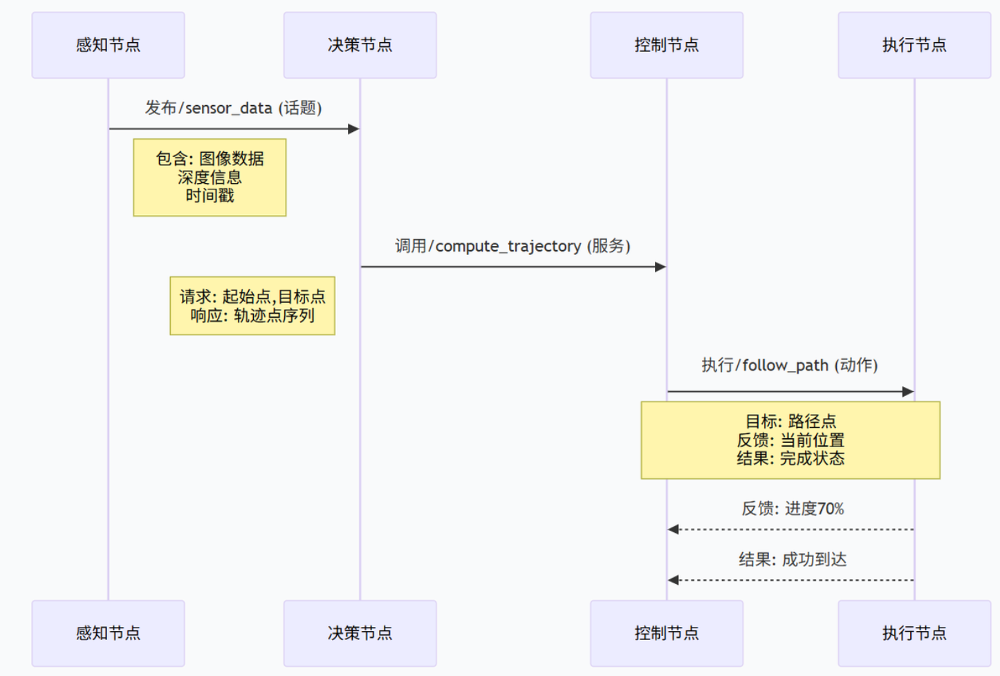 感知节点
决策节点
控制节点
执行节点
发布/sensor_data (话题)
包含: 图像数据
深度信息
时间戳
调用/compute_trajectory (服务)
请求: 起始点,目标点
响应: 轨迹点序列
执行/follow_path (动作)
目标: 路径点
反馈: 当前位置
结果: 完成状态
反馈: 进度70%
结果: 成功到达
感知节点
决策节点
控制节点
执行节点